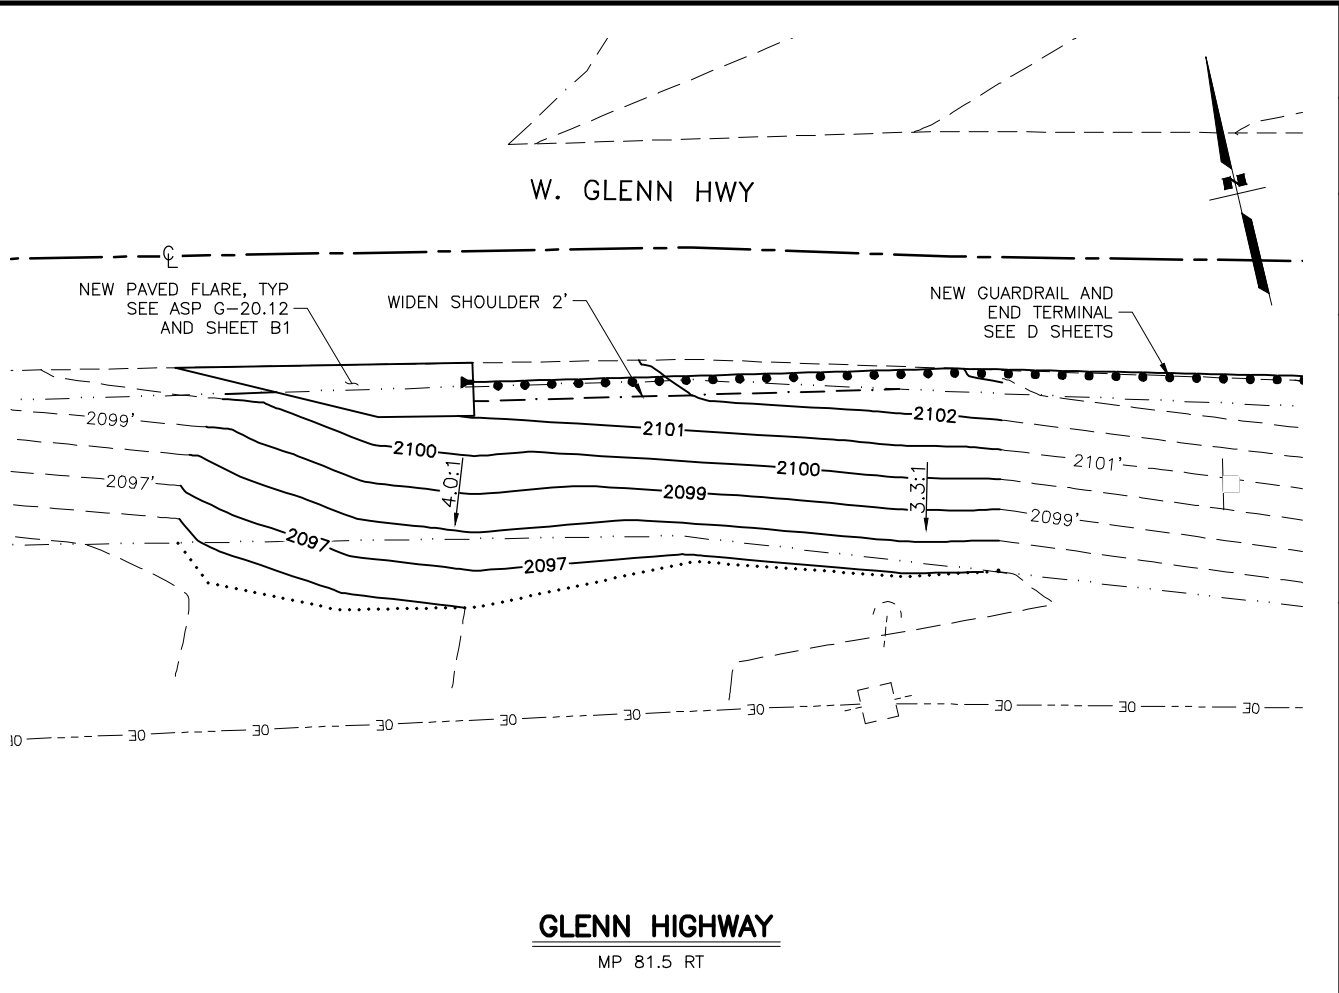 W. GLENN HWY
N
CL
NEW PAVED FLARE, TYP
SEE ASP G-20.12
AND SHEET B1
WIDEN SHOULDER 2'
NEW GUARDRAIL AND
END TERMINAL
SEE D SHEETS
2099'
2102
2101
2100
2100
2101'
2097'
4.0:1
2099
3.3:1
2099'
2097
2097
30
30
30
30
30
30
30
30
30
30
GLENN HIGHWAY
MP 81.5 RT